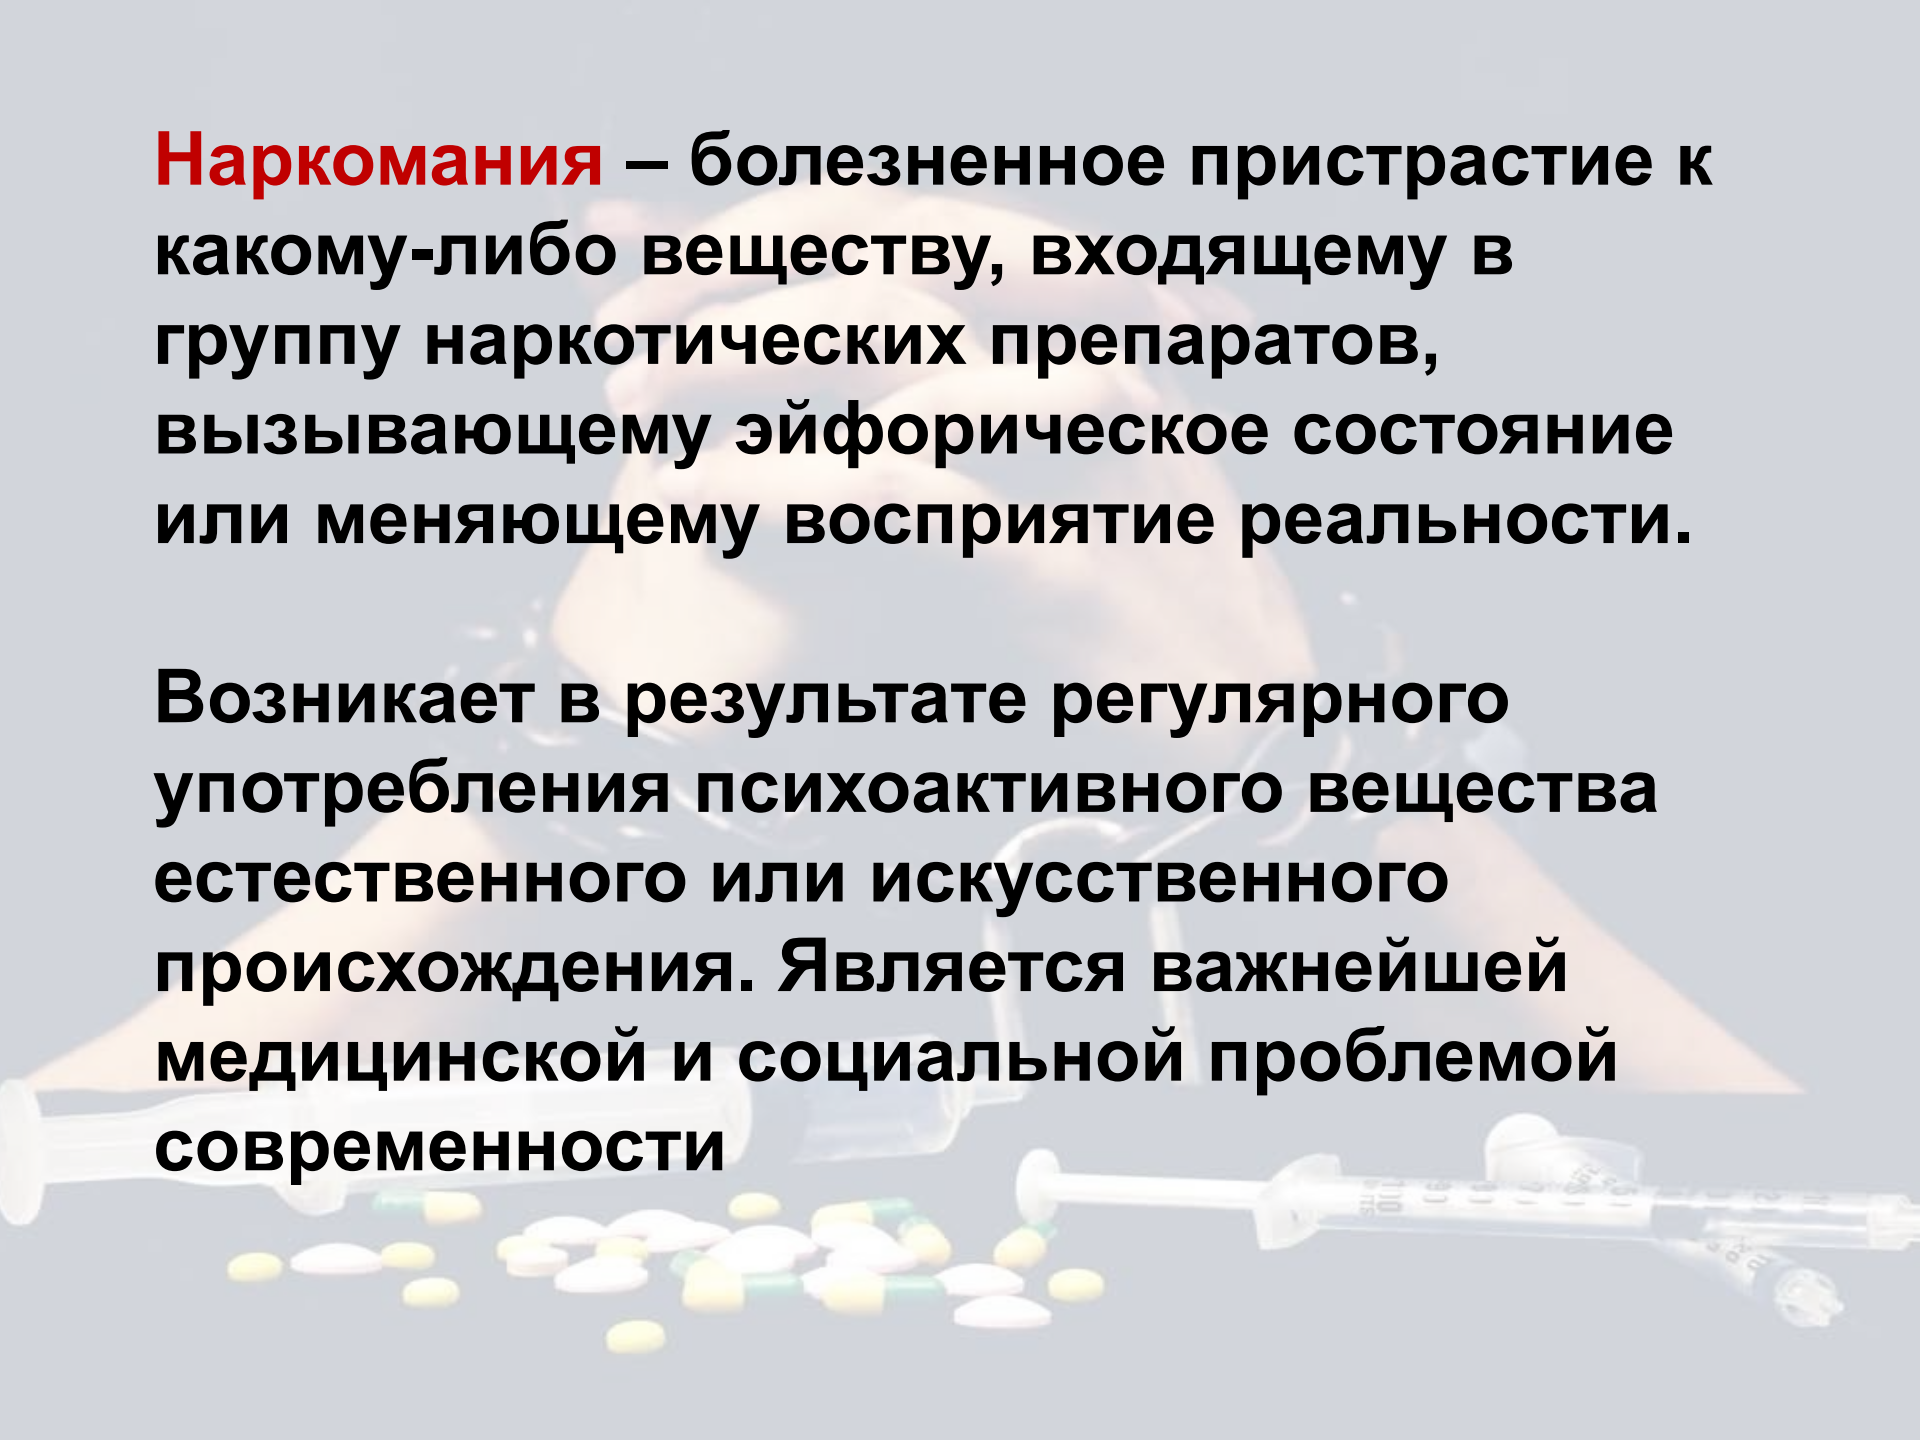 Наркомания – болезненное пристрастие к
какому-либо веществу, входящему в
группу наркотических препаратов,
вызывающему эйфорическое состояние
или меняющему восприятие реальности.
Возникает в результате регулярного
употребления психоактивного вещества
естественного или искусственного
происхождения. Является важнейшей
медицинской и социальной проблемой
современности